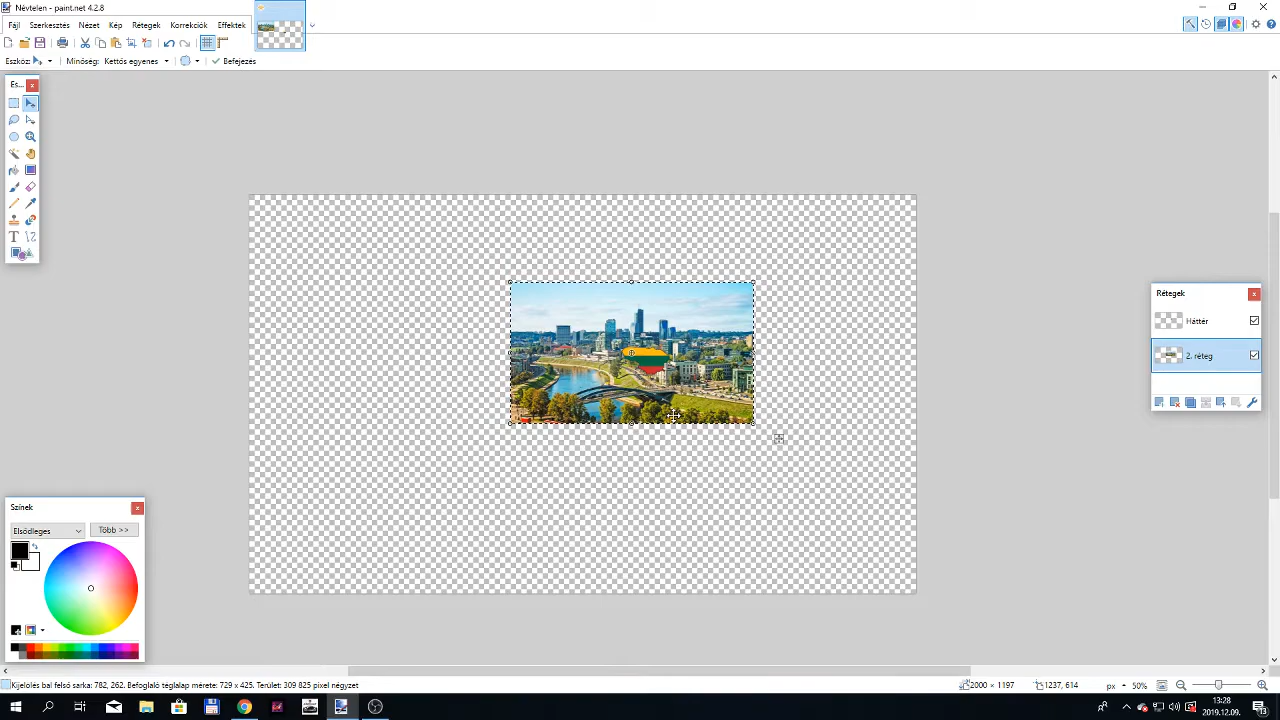 Névtelen - paint.net 4.2.8
Fájl Szerkesztés Nézet Kép Rétegek Korrekciók Effektek
Eszköz: Minőség: Kettős egyenes Befejezés
Es...
Rétegek
Háttér
2. réteg
Színek
Elsődleges Több >>
Kijelölés bal felső sarka: 782, 262. Befoglaló téglalap mérete: 729 x 425. Terület: 309 825 pixel négyzet
2000 × 1197 1237, 614 px 50%
13:28
2019.12.09.